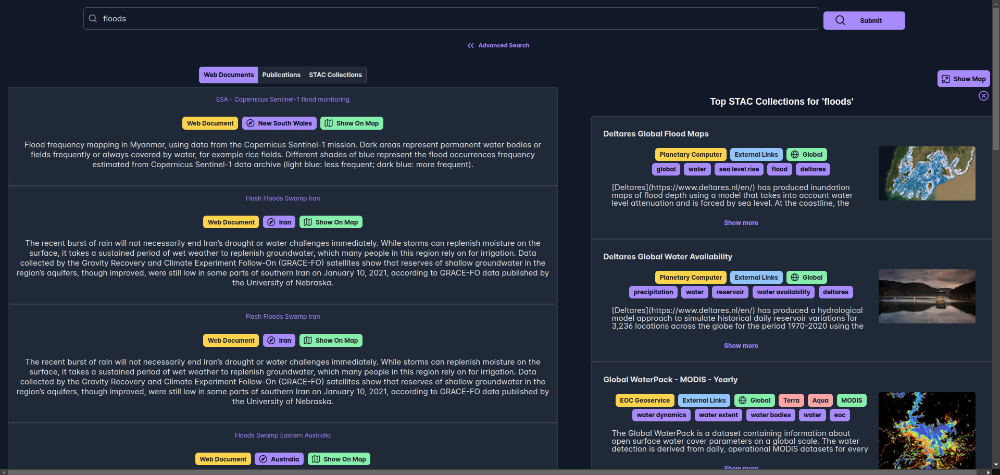 floods
Submit
Advanced Search
Web Documents Publications STAC Collections
Show Map
ESA - Copernicus Sentinel-1 flood monitoring
Web Document New South Wales Show On Map
Flood frequency mapping in Myanmar, using data from the Copernicus Sentinel-1 mission. Dark areas represent permanent water bodies or
fields frequently or always covered by water, for example rice fields. Different shades of blue represent the flood occurrences frequency
estimated from Copernicus Sentinel-1 data archive (light blue: less frequent; dark blue: more frequent).
Flash Floods Swamp Iran
Web Document Iran Show On Map
The recent burst of rain will not necessarily end Iran’s drought or water challenges immediately. While storms can replenish moisture on the
surface, it takes a sustained period of wet weather to replenish groundwater, which many people in this region rely on for irrigation. Data
collected by the Gravity Recovery and Climate Experiment Follow-On (GRACE-FO) satellites show that reserves of shallow groundwater in the
region’s aquifers, though improved, were still low in some parts of southern Iran on January 10, 2021, according to GRACE-FO data published by
the University of Nebraska.
Flash Floods Swamp Iran
Web Document Iran Show On Map
The recent burst of rain will not necessarily end Iran’s drought or water challenges immediately. While storms can replenish moisture on the
surface, it takes a sustained period of wet weather to replenish groundwater, which many people in this region rely on for irrigation. Data
collected by the Gravity Recovery and Climate Experiment Follow-On (GRACE-FO) satellites show that reserves of shallow groundwater in the
region’s aquifers, though improved, were still low in some parts of southern Iran on January 10, 2021, according to GRACE-FO data published by
the University of Nebraska.
Floods Swamp Eastern Australia
Web Document Australia Show On Map
Top STAC Collections for 'floods'
Deltares Global Flood Maps
Planetary Computer External Links Global
global water sea level rise flood deltares
[Deltares](https://www.deltares.nl/en/) has produced inundation
maps of flood depth using a model that takes into account water
level attenuation and is forced by sea level. At the coastline, the
Show more
Deltares Global Water Availability
Planetary Computer External Links Global
precipitation water reservoir water availability deltares
[Deltares](https://www.deltares.nl/en/) has produced a hydrological
model approach to simulate historical daily reservoir variations for
3,236 locations across the globe for the period 1970-2020 using the
Show more
Global WaterPack - MODIS - Yearly
EOC Geoservice External Links Global Terra Aqua MODIS
water dynamics water extent water bodies water eoc
The Global WaterPack is a dataset containing information about
open surface water cover parameters on a global scale. The water
detection is derived from daily, operational MODIS datasets for every
Show more